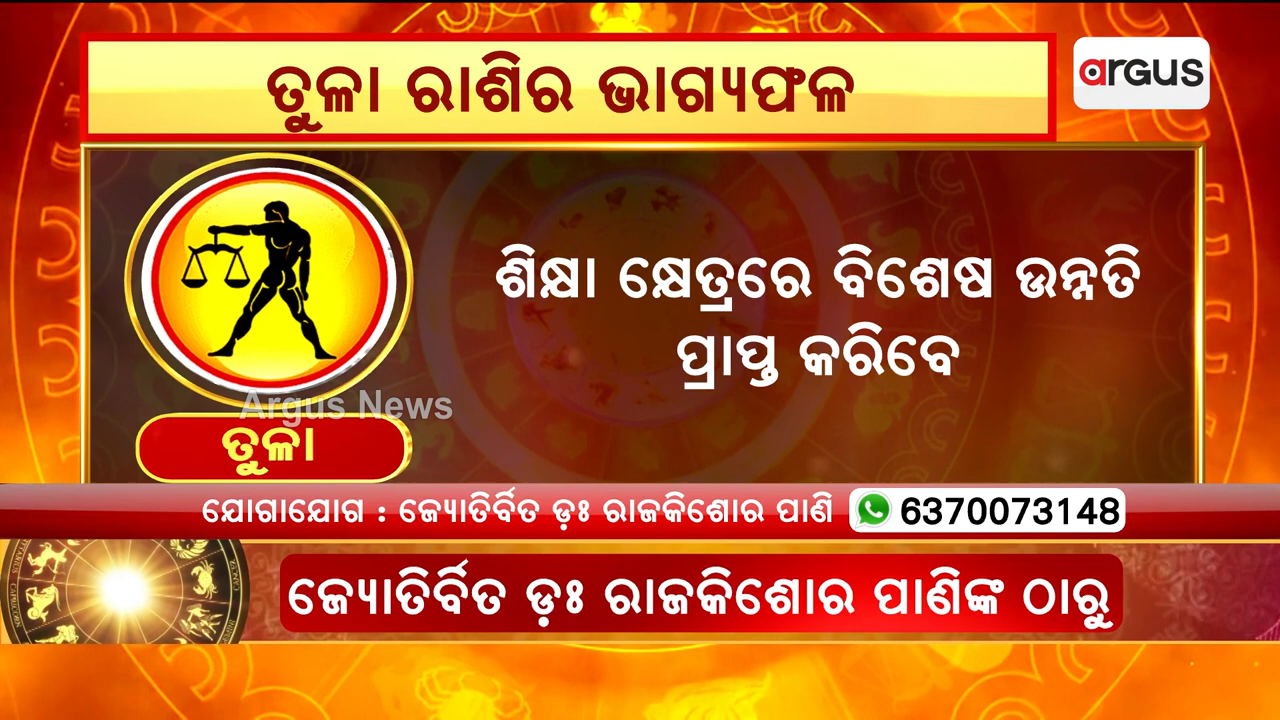 ତୁଳା ରାଶିର ଭାଗ୍ୟଫଳ
argus
ଶିକ୍ଷା କ୍ଷେତ୍ରରେ ବିଶେଷ ଉନ୍ନତି
ପ୍ରାପ୍ତ କରିବେ
Argus News
ତୁଳା
ଯୋଗାଯୋଗ : ଜ୍ୟୋତିର୍ବିତ ଡ଼ଃ ରାଜକିଶୋର ପାଣି 6370073148
ଜ୍ୟୋତିର୍ବିତ ଡ଼ଃ ରାଜକିଶୋର ପାଣିଙ୍କ ଠାରୁ